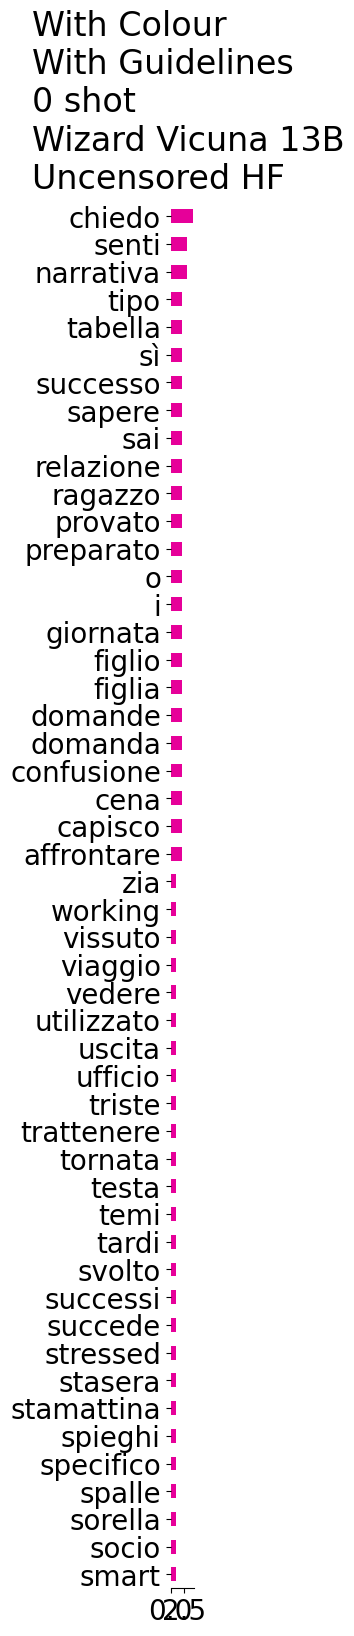 With Colour
With Guidelines
0 shot
Wizard Vicuna 13B
Uncensored HF
chiedo
senti
narrativa
tipo
tabella
sì
successo
sapere
sai
relazione
ragazzo
provato
preparato
o
i
giornata
figlio
figlia
domande
domanda
confusione
cena
capisco
affrontare
zia
working
vissuto
viaggio
vedere
utilizzato
uscita
ufficio
triste
trattenere
tornata
testa
temi
tardi
svolto
successi
succede
stressed
stasera
stamattina
spieghi
specifico
spalle
sorella
socio
smart
0.0 2.5